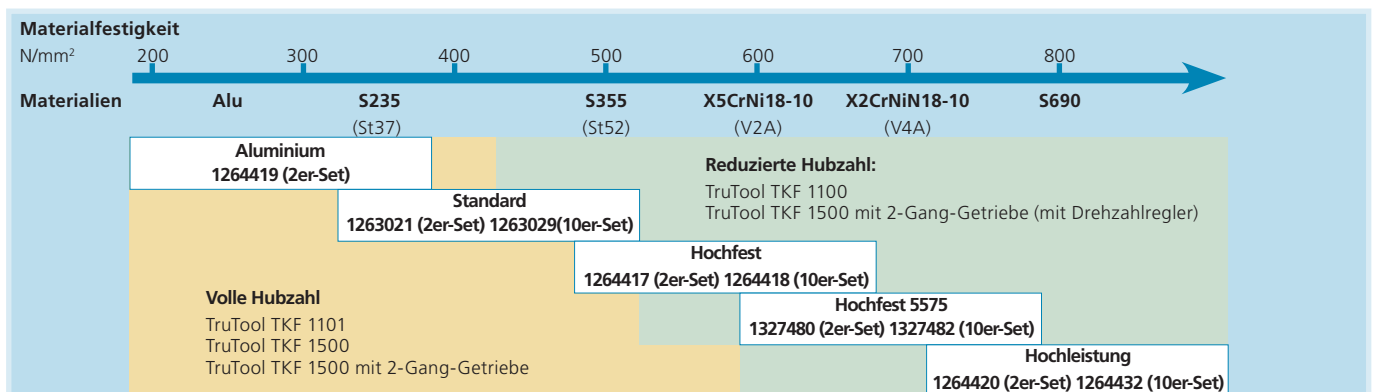 Materialfestigkeit
N/mm² 200 300 400 500 600 700 800
Materialien Alu S235 S355 X5CrNi18-10 X2CrNiN18-10 S690
(St37) (St52) (V2A) (V4A)
Aluminium
1264419 (2er-Set)
Reduzierte Hubzahl:
TruTool TKF 1100
TruTool TKF 1500 mit 2-Gang-Getriebe (mit Drehzahlregler)
Standard
1263021 (2er-Set) 1263029(10er-Set)
Hochfest
1264417 (2er-Set) 1264418 (10er-Set)
Volle Hubzahl
TruTool TKF 1101
TruTool TKF 1500
TruTool TKF 1500 mit 2-Gang-Getriebe
Hochfest 5575
1327480 (2er-Set) 1327482 (10er-Set)
Hochleistung
1264420 (2er-Set) 1264432 (10er-Set)